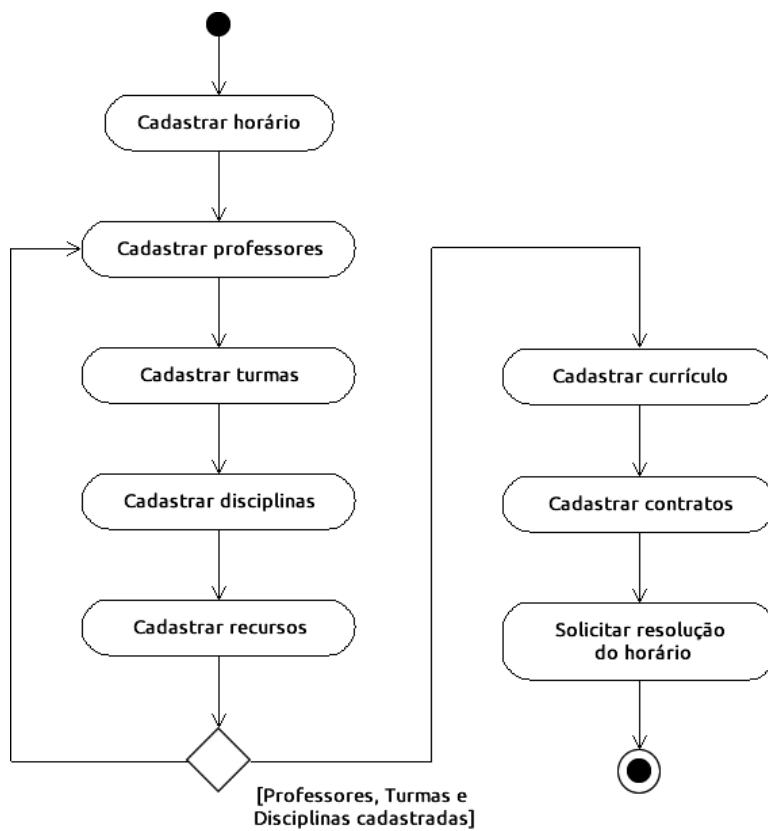 Cadastrar horário
Cadastrar professores
Cadastrar turmas
Cadastrar disciplinas
Cadastrar recursos
[Professores, Turmas e
Disciplinas cadastradas]
Cadastrar currículo
Cadastrar contratos
Solicitar resolução
do horário